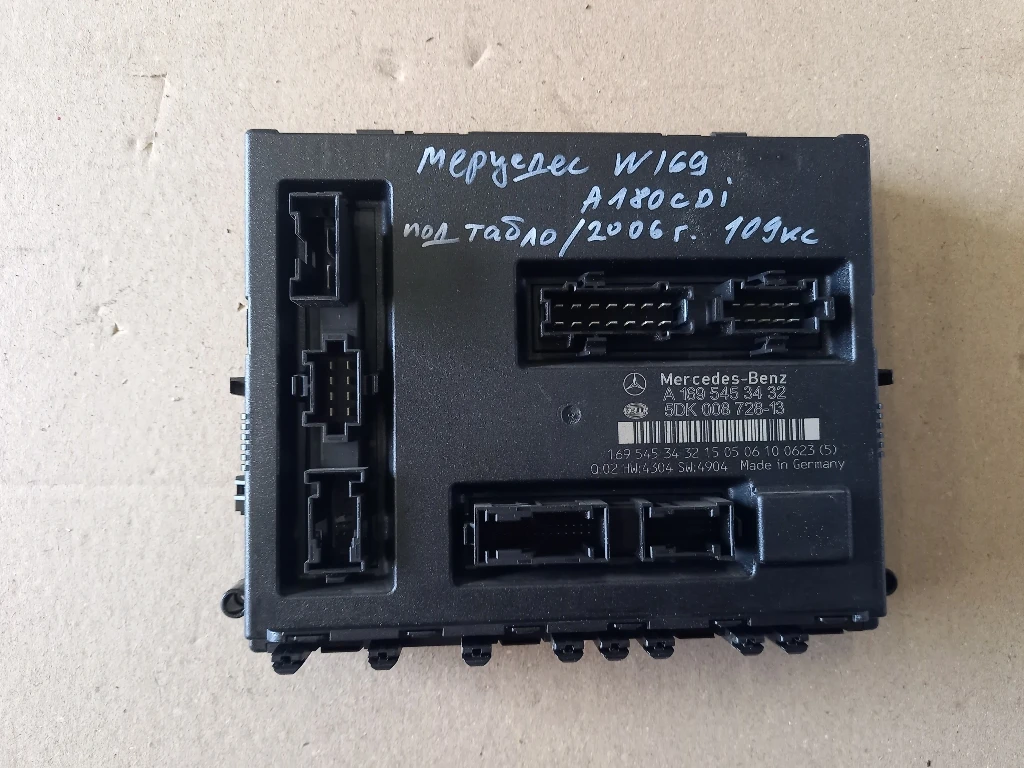 Мерцедес W169
A180CDi
под табло/2006г. 109кс
Mercedes-Benz
A 169 545 34 32
5DK 008 728-13
169 545 34 32 15 05 06 10 0623 (5)
Q.02 HW:4304 SW:4904 Made in Germany